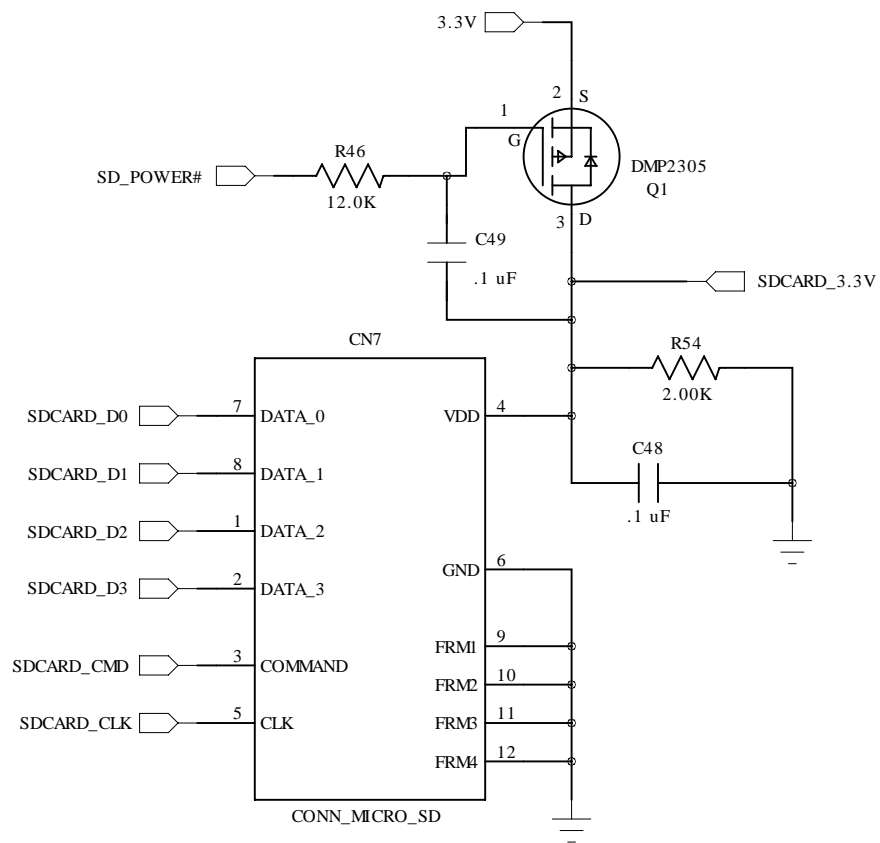 3.3V
2 S
1
G
R46
SD_POWER#
12.0K
DMP2305
Q1
3 D
C49
.1 uF
SDCARD_3.3V
CN7
R54
2.00K
SDCARD_D0 7 DATA_0 VDD 4
C48
.1 uF
SDCARD_D1 8 DATA_1
SDCARD_D2 1 DATA_2
GND 6
SDCARD_D3 2 DATA_3
FRM1 9
SDCARD_CMD 3 COMMAND
FRM2 10
SDCARD_CLK 5 CLK
FRM3 11
FRM4 12
CONN_MICRO_SD